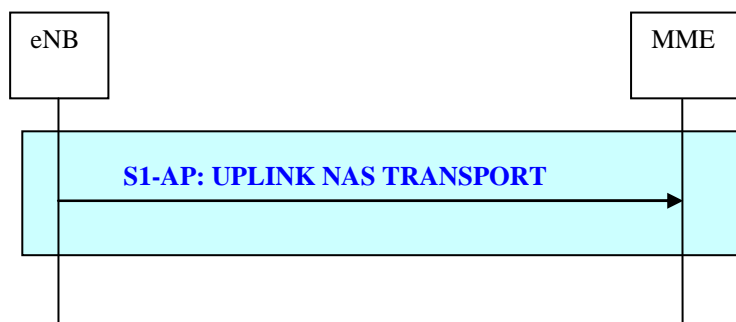 eNB
MME
S1-AP: UPLINK NAS TRANSPORT